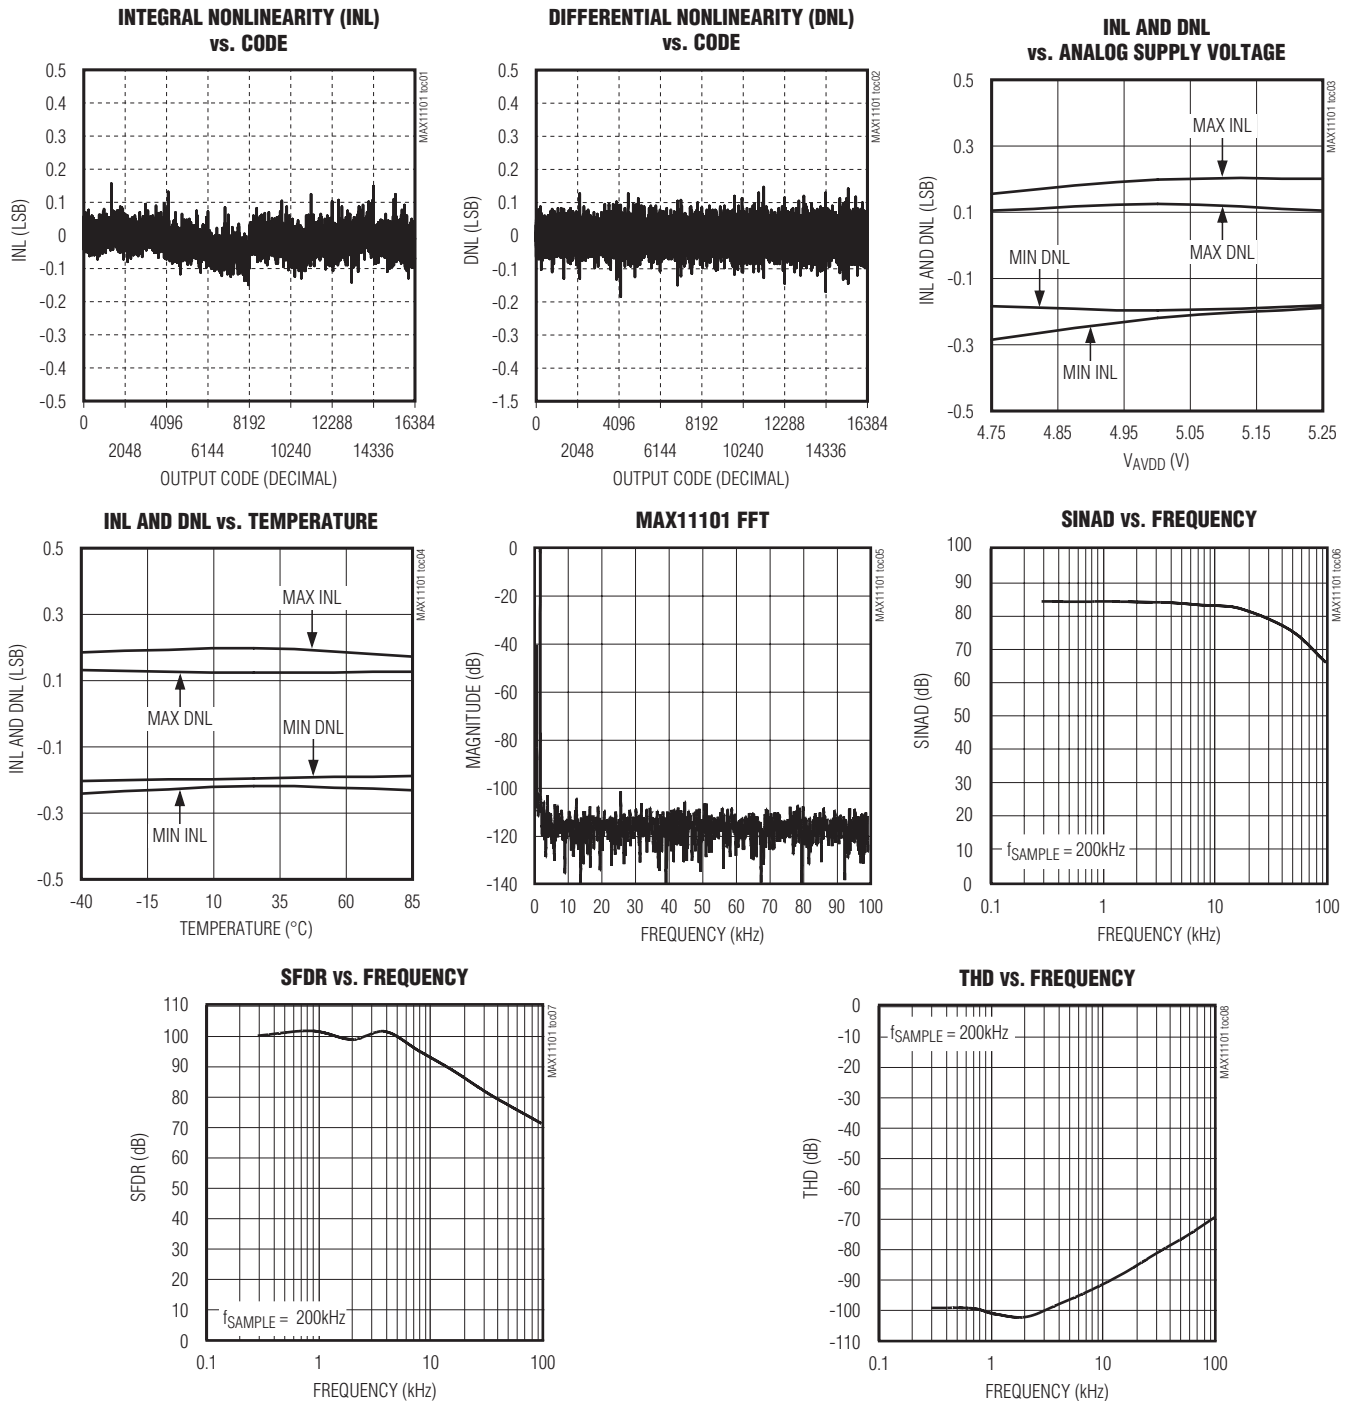 INTEGRAL NONLINEARITY (INL)
vs. CODE
MAX11101 toc01
INL (LSB)
0.5
0.4
0.3
0.2
0.1
0
-0.1
-0.2
-0.3
-0.4
-0.5
0 4096 8192 12288 16384
2048 6144 10240 14336
OUTPUT CODE (DECIMAL)
DIFFERENTIAL NONLINEARITY (DNL)
vs. CODE
MAX11101 toc02
DNL (LSB)
0.5
0.4
0.3
0.2
0.1
0
-0.1
-0.2
-0.3
-0.4
-1.5
0 4096 8192 12288 16384
2048 6144 10240 14336
OUTPUT CODE (DECIMAL)
INL AND DNL
vs. ANALOG SUPPLY VOLTAGE
MAX11101 toc03
INL AND DNL (LSB)
0.5
0.3
0.1
-0.1
-0.3
-0.5
MAX INL
MAX DNL
MIN DNL
MIN INL
4.75 4.85 4.95 5.05 5.15 5.25
VAVDD (V)
INL AND DNL vs. TEMPERATURE
MAX11101 toc04
INL AND DNL (LSB)
0.5
0.3
0.1
-0.1
-0.3
-0.5
MAX INL
MAX DNL
MIN DNL
MIN INL
-40 -15 10 35 60 85
TEMPERATURE (°C)
MAX11101 FFT
MAX11101 toc05
MAGNITUDE (dB)
0
-20
-40
-60
-80
-100
-120
-140
0 10 20 30 40 50 60 70 80 90 100
FREQUENCY (kHz)
SINAD vs. FREQUENCY
MAX11101 toc06
SINAD (dB)
100
90
80
70
60
50
40
30
20
10
0
fSAMPLE = 200kHz
0.1 1 10 100
FREQUENCY (kHz)
SFDR vs. FREQUENCY
MAX11101 toc07
SFDR (dB)
110
100
90
80
70
60
50
40
30
20
10
0
fSAMPLE = 200kHz
0.1 1 10 100
FREQUENCY (kHz)
THD vs. FREQUENCY
MAX11101 toc08
THD (dB)
0
-10
-20
-30
-40
-50
-60
-70
-80
-90
-100
-110
fSAMPLE = 200kHz
0.1 1 10 100
FREQUENCY (kHz)